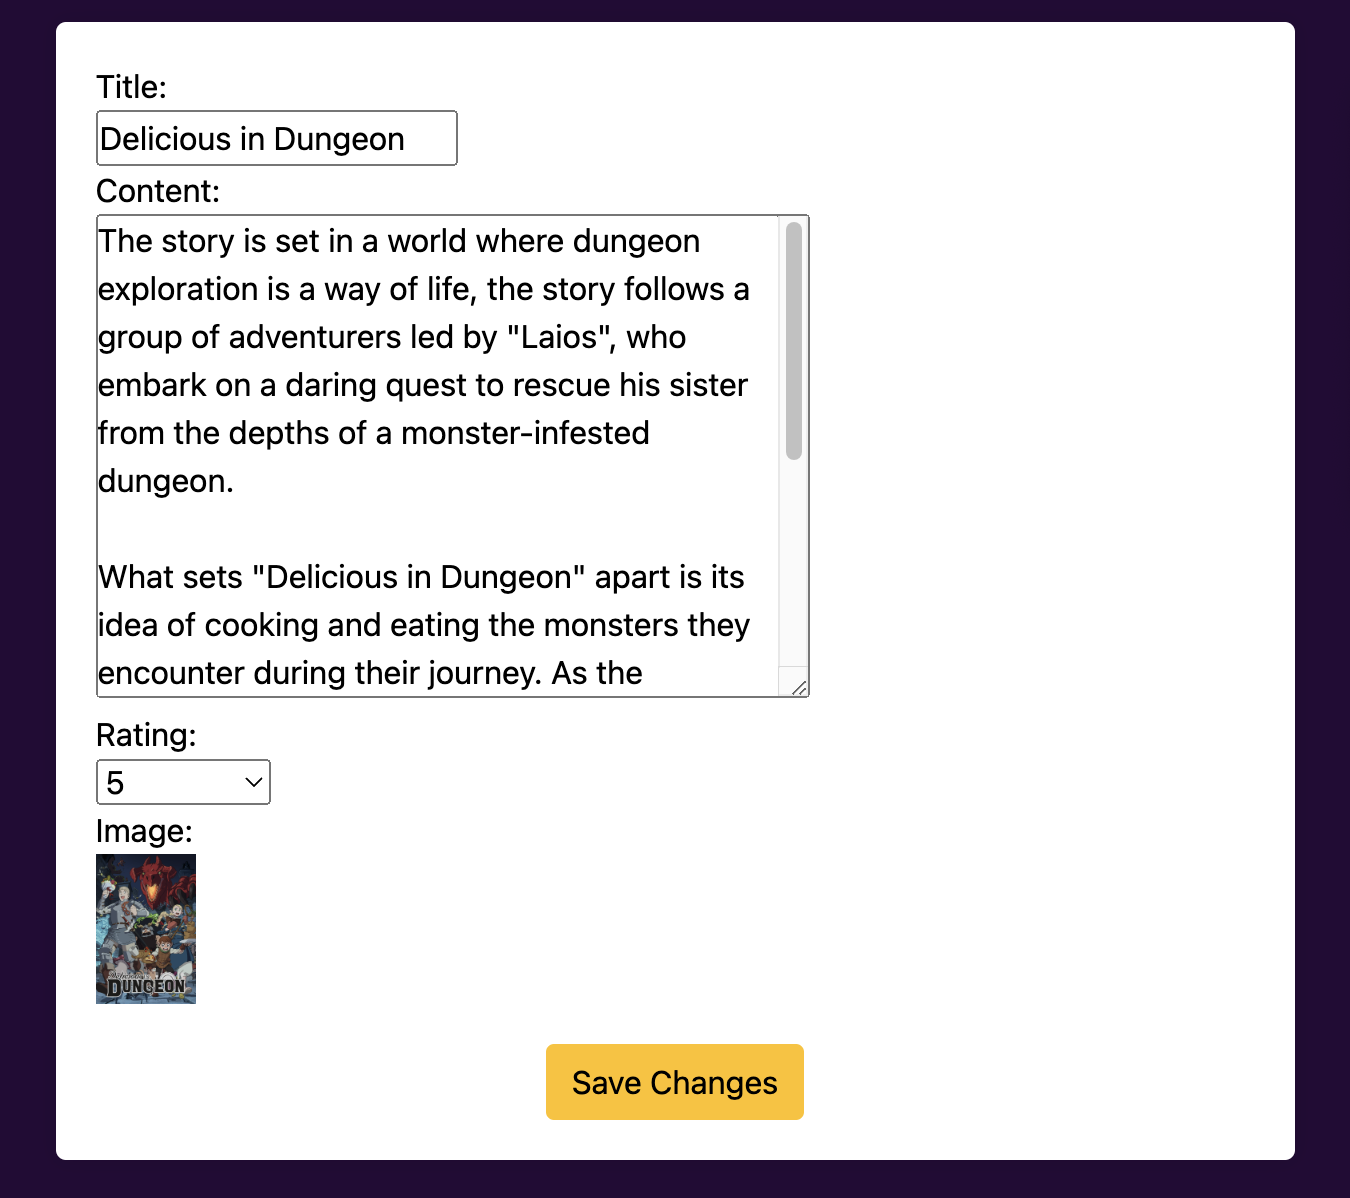 Title:
Delicious in Dungeon
Content:
The story is set in a world where dungeon
exploration is a way of life, the story follows a
group of adventurers led by "Laios", who
embark on a daring quest to rescue his sister
from the depths of a monster-infested
dungeon.
What sets "Delicious in Dungeon" apart is its
idea of cooking and eating the monsters they
encounter during their journey. As the
Rating:
5
Image:
Delicious in
DUNGEON
Save Changes